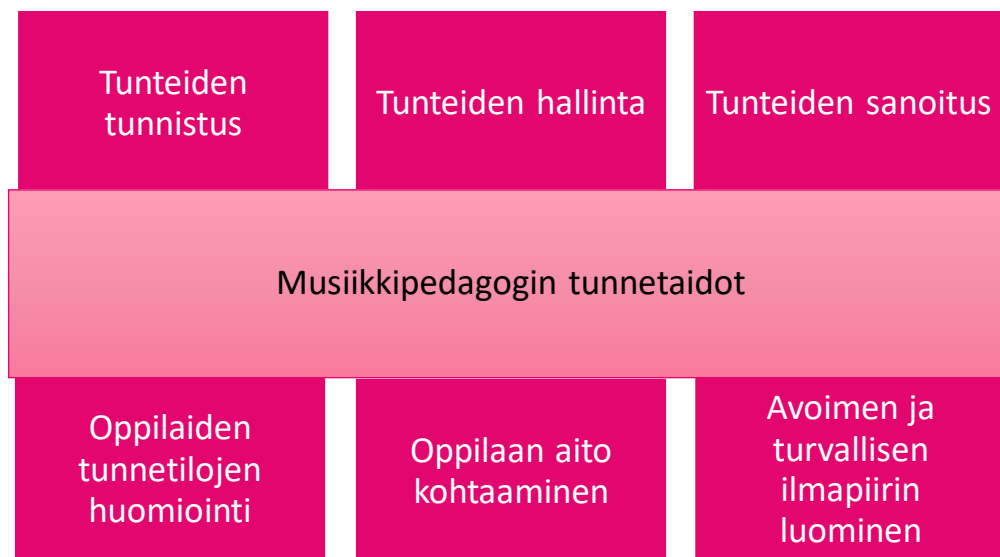 Tunteiden
tunnistus
Tunteiden hallinta
Tunteiden sanoitus
Musiikkipedagogin tunnetaidot
Oppilaiden
tunnetilojen
huomiointi
Oppilaan aito
kohtaaminen
Avoimen ja
turvallisen
ilmapiirin
luominen